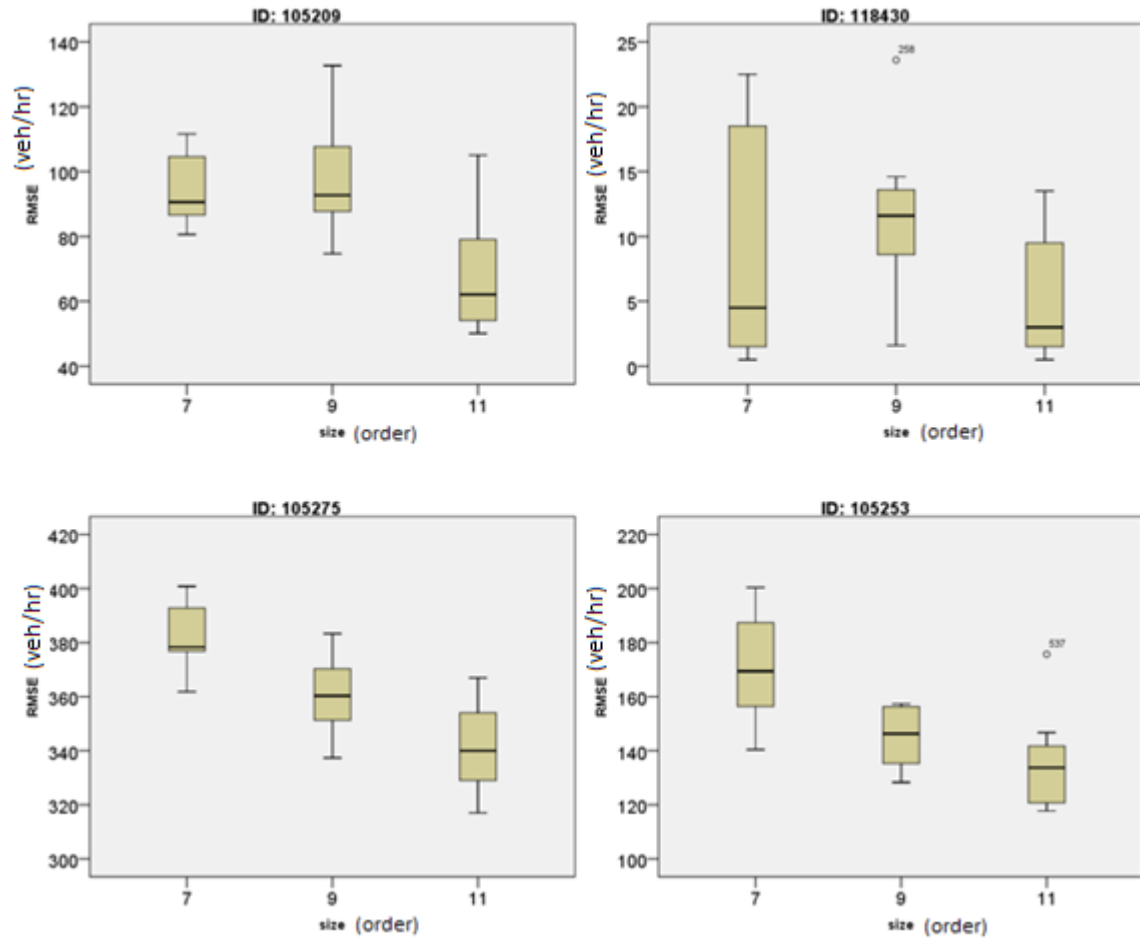 ID: 105209
RMSE (veh/hr)
140
120
100
80
60
40
7 9 11
size (order)
ID: 118430
RMSE (veh/hr)
25
20
15
10
5
0
258
7 9 11
size (order)
ID: 105275
RMSE (veh/hr)
420
400
380
360
340
320
300
7 9 11
size (order)
ID: 105253
RMSE (veh/hr)
220
200
180
160
140
120
100
537
7 9 11
size (order)